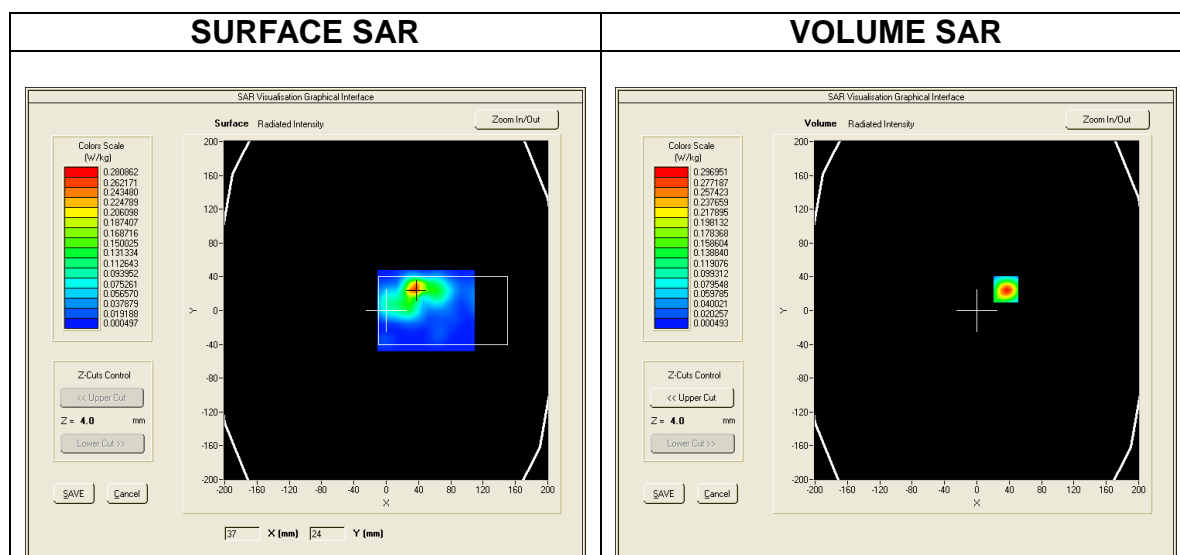 SURFACE SAR
VOLUME SAR
SAR Visualisation Graphical Interface
Surface Radiated Intensity
Zoom In/Out
Colors Scale
(W/kg)
0.280862
0.262171
0.243480
0.224789
0.206098
0.187407
0.168716
0.150025
0.131334
0.112643
0.093952
0.075261
0.056570
0.037879
0.019188
0.000497
Z-Cuts Control
<< Upper Cut
Z = 4.0 mm
Lower Cut >>
SAVE Cancel
200
160
120
80
40
0
-40
-80
-120
-160
-200
Y
-200 -160 -120 -80 -40 0 40 80 120 160 200
X
37 X (mm) 24 Y (mm)
SAR Visualisation Graphical Interface
Volume Radiated Intensity
Zoom In/Out
Colors Scale
(W/kg)
0.296951
0.277187
0.257423
0.237659
0.217895
0.198132
0.178368
0.158604
0.138840
0.119076
0.099312
0.079548
0.059785
0.040021
0.020257
0.000493
Z-Cuts Control
<< Upper Cut
Z = 4.0 mm
Lower Cut >>
SAVE Cancel
200
160
120
80
40
0
-40
-80
-120
-160
-200
Y
-200 -160 -120 -80 -40 0 40 80 120 160 200
X